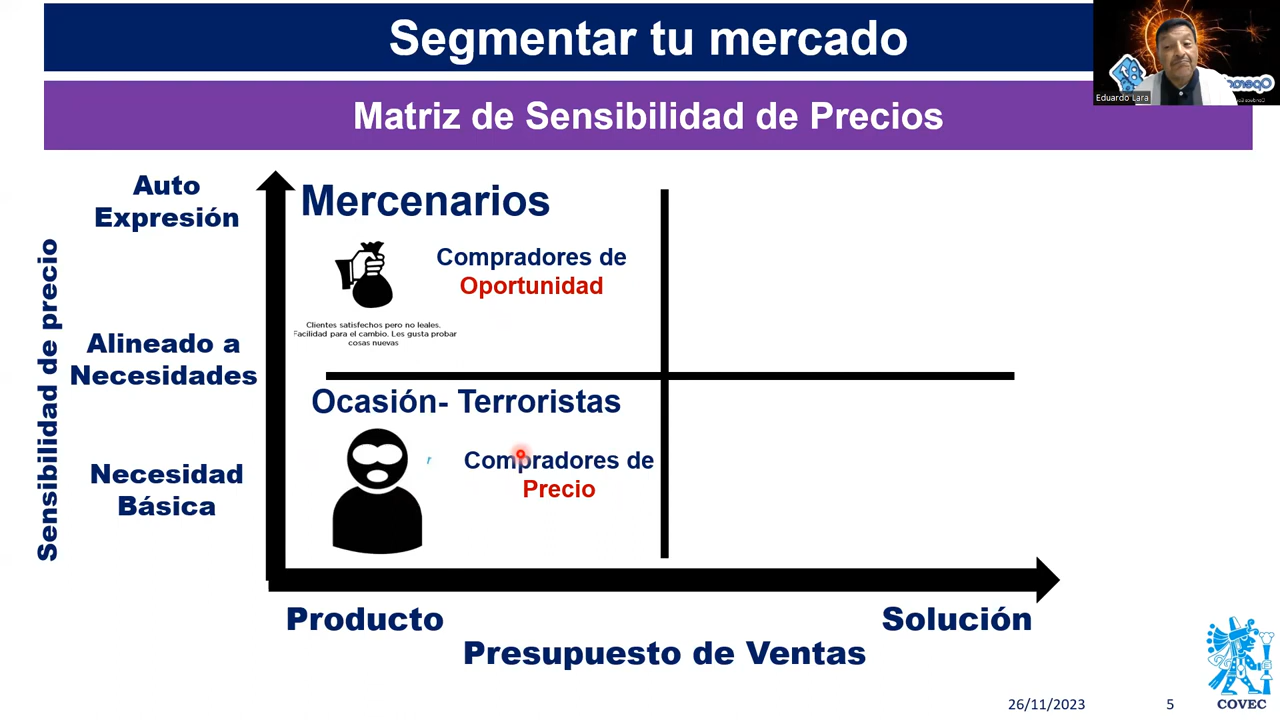 Segmentar tu mercado
Eduardo Lara
Matriz de Sensibilidad de Precios
Sensibilidad de precio
Auto
Expresión
Alineado a
Necesidades
Necesidad
Básica
Mercenarios
Compradores de
Oportunidad
Clientes satisfechos pero no leales.
Facilidad para el cambio. Les gusta probar
cosas nuevas
Ocasión- Terroristas
r
Compradores de
Precio
Producto
Solución
Presupuesto de Ventas
26/11/2023
5
COVEC